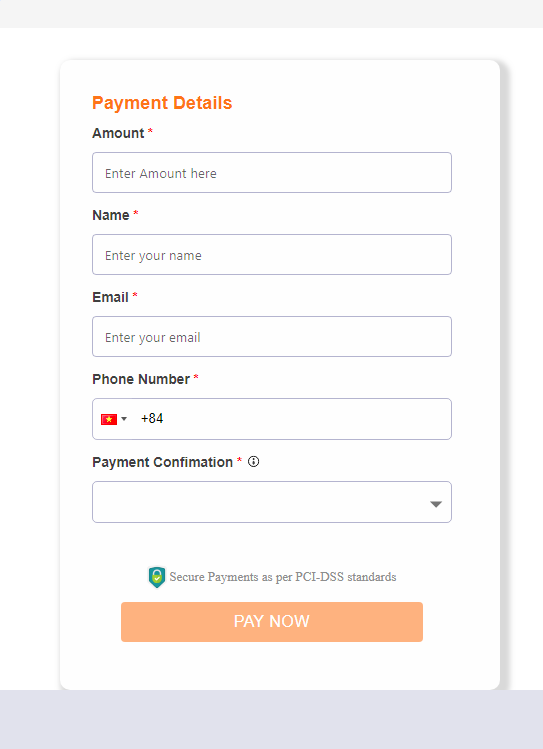 Payment Details
Amount *
Enter Amount here
Name *
Enter your name
Email *
Enter your email
Phone Number *
+84
Payment Confimation *
Secure Payments as per PCI-DSS standards
PAY NOW